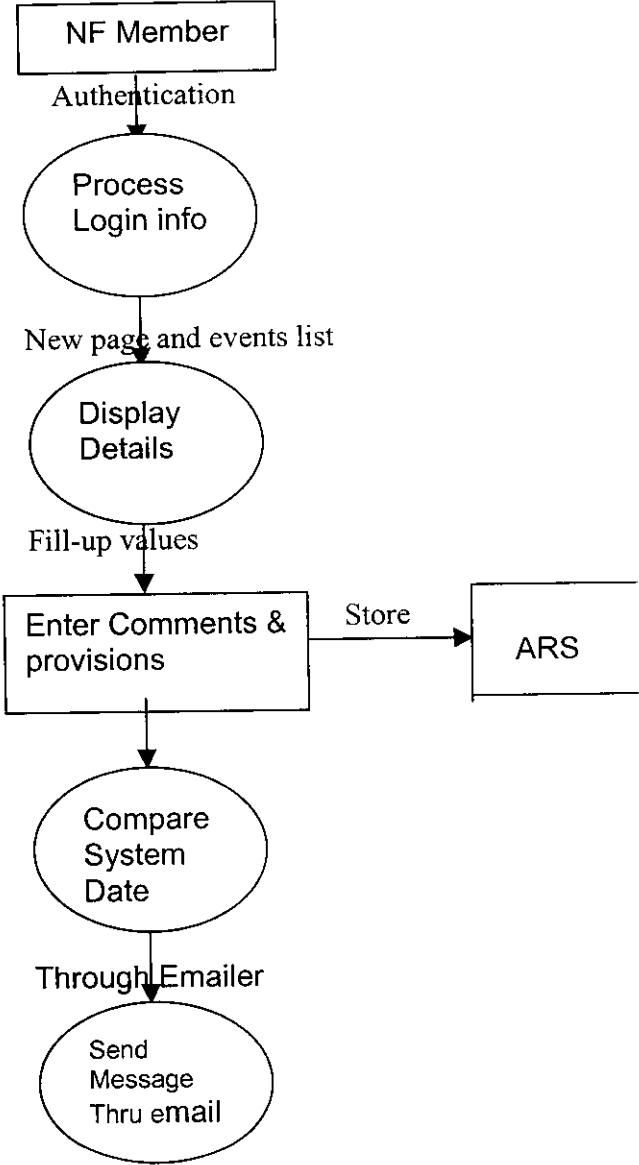 NF Member
Authentication
Process
Login info
New page and events list
Display
Details
Fill-up values
Enter Comments &
provisions
Store
ARS
Compare
System
Date
Through Emailer
Send
Message
Thru email